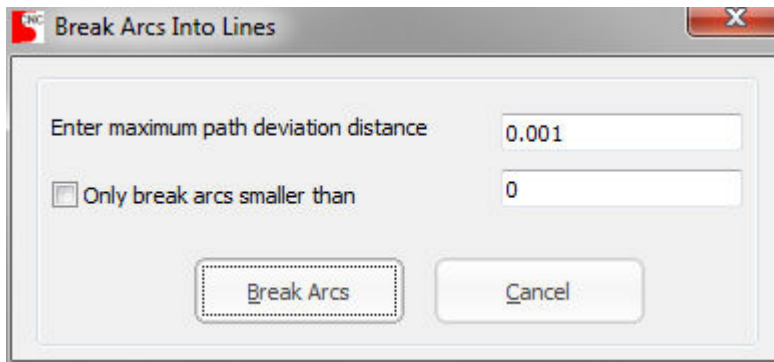 CNC
Break Arcs Into Lines
X
Enter maximum path deviation distance
0.001
Only break arcs smaller than
0
Break Arcs
Cancel